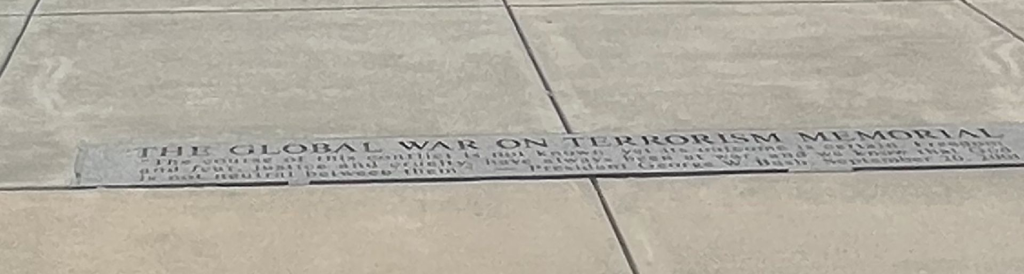 THE GLOBAL WAR ON TERRORISM MEMORIAL
"The course of this conflict is not known, yet its outcome is certain. Freedom
and fear, justice and cruelty, have always been at war, and we know that God
is not neutral between them." — President George W. Bush, September 20, 2001